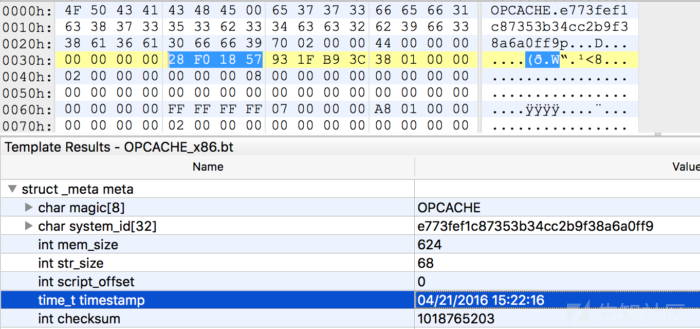 0000h: 4F 50 43 41 43 48 45 00 65 37 37 33 66 65 66 31 OPCACHE.e773fef1
0010h: 63 38 37 33 35 33 62 33 34 63 63 32 62 39 66 33 c87353b34cc2b9f3
0020h: 38 61 36 61 30 66 66 39 70 02 00 00 44 00 00 00 8a6a0ff9p...D...
0030h: 00 00 00 00 28 F0 18 57 93 1F B9 3C 38 01 00 00 ....(ð.W“.¹<8...
0040h: 02 00 00 00 00 00 00 08 00 00 00 00 00 00 00 00 ................
0050h: 00 00 00 00 00 00 00 00 00 00 00 00 00 00 00 00 ................
0060h: 00 00 00 00 FF FF FF FF 07 00 00 00 A8 01 00 00 ....ÿÿÿÿ....¨...
0070h: 00 00 00 00 02 00 00 00 00 00 00 00 00 00 00 00 ................
Template Results - OPCACHE_x86.bt
Name Value
struct _meta meta
char magic[8] OPCACHE
char system_id[32] e773fef1c87353b34cc2b9f38a6a0ff9
int mem_size 624
int str_size 68
int script_offset 0
time_t timestamp 04/21/2016 15:22:16
int checksum 1018765203